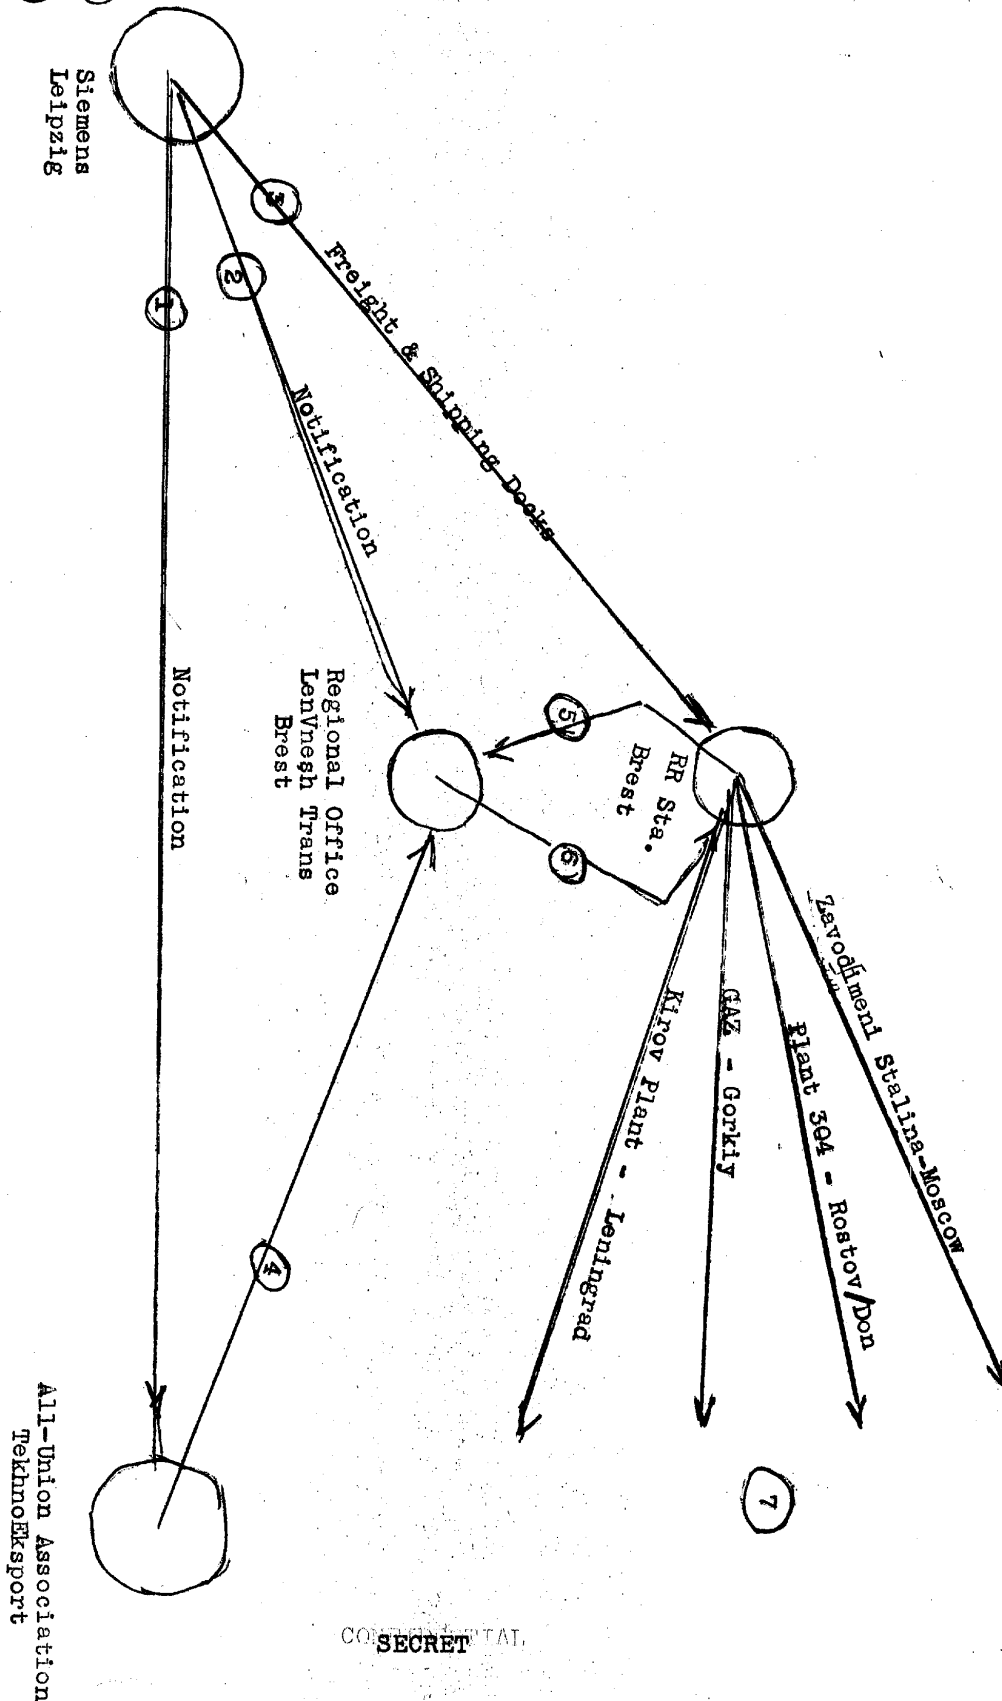 Siemens
Leipzig
1
Notification
2
Notification
3
Freight & Shipping Docks
Regional Office
LenVnesh Trans
Brest
RR Sta.
Brest
4
5
6
Zavod imeni Stalina-Moscow
Plant 304 - Rostov/Don
GAZ - Gorkiy
Kirov Plant - Leningrad
7
All-Union Association
TekhnoEksport
CONFIDENTIAL
SECRET